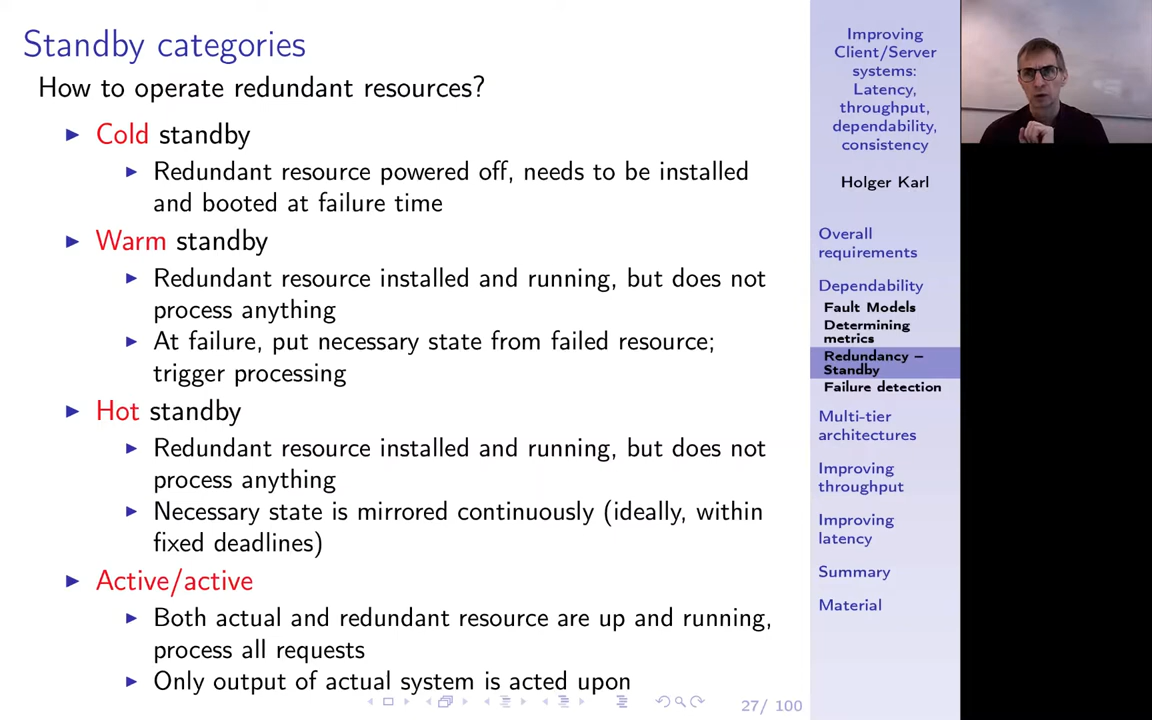 Standby categories
How to operate redundant resources?
► Cold standby
► Redundant resource powered off, needs to be installed
and booted at failure time
► Warm standby
► Redundant resource installed and running, but does not
process anything
► At failure, put necessary state from failed resource;
trigger processing
► Hot standby
► Redundant resource installed and running, but does not
process anything
► Necessary state is mirrored continuously (ideally, within
fixed deadlines)
► Active/active
► Both actual and redundant resource are up and running,
process all requests
► Only output of actual system is acted upon
Improving
Client/Server
systems:
Latency,
throughput,
dependability,
consistency
Holger Karl
Overall
requirements
Dependability
Fault Models
Determining
metrics
Redundancy –
Standby
Failure detection
Multi-tier
architectures
Improving
throughput
Improving
latency
Summary
Material
27/ 100